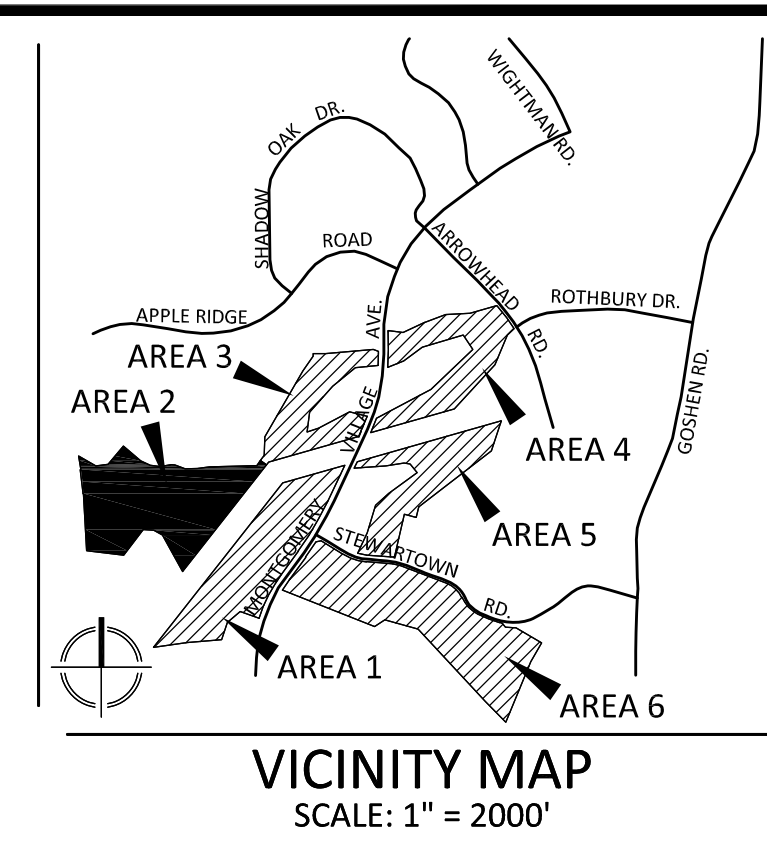 WIGHTMAN RD.
SHADOW OAK DR.
ARROWHEAD RD.
APPLE RIDGE ROAD
ROTHBURY DR.
GOSHEN RD.
MONTGOMERY VILLAGE AVE.
AREA 3
AREA 2
AREA 4
AREA 5
STEWARTOWN RD.
AREA 1
AREA 6
VICINITY MAP
SCALE: 1" = 2000'